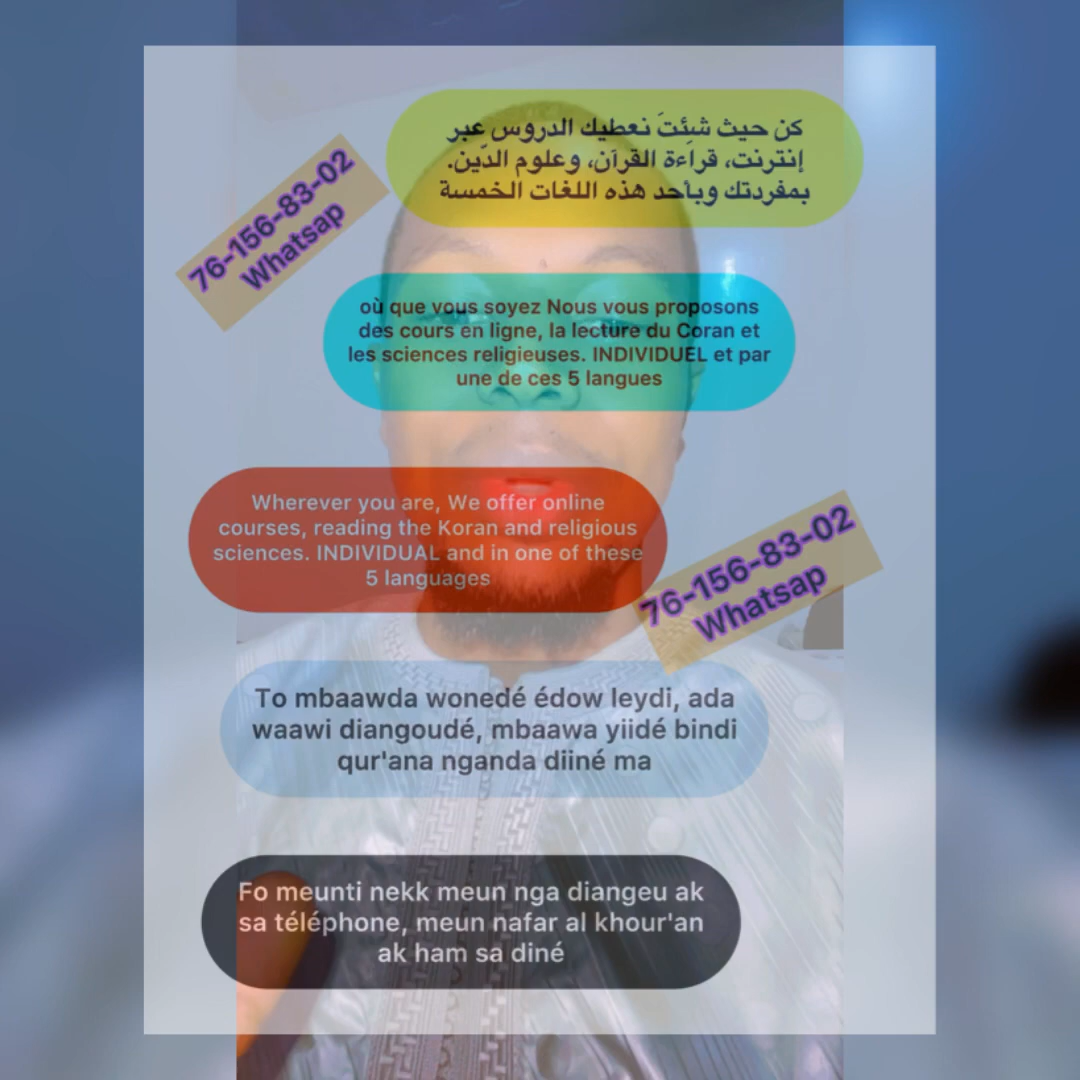 كن حيث شِئتَ نعطيك الدروس عبر
إنترنت، قراءة القرآن، وعلوم الدّين.
بمفردتك وبأحد هذه اللغات الخمسة
76-156-83-02
Whatsap
où que vous soyez Nous vous proposons
des cours en ligne, la lecture du Coran et
les sciences religieuses. INDIVIDUEL et par
une de ces 5 langues
Wherever you are, We offer online
courses, reading the Koran and religious
sciences. INDIVIDUAL and in one of these
5 languages
76-156-83-02
Whatsap
To mbaawda wonedé édow leydi, ada
waawi diangoudé, mbaawa yiidé bindi
qur'ana nganda diiné ma
Fo meunti nekk meun nga diangeu ak
sa téléphone, meun nafar al khour'an
ak ham sa diné